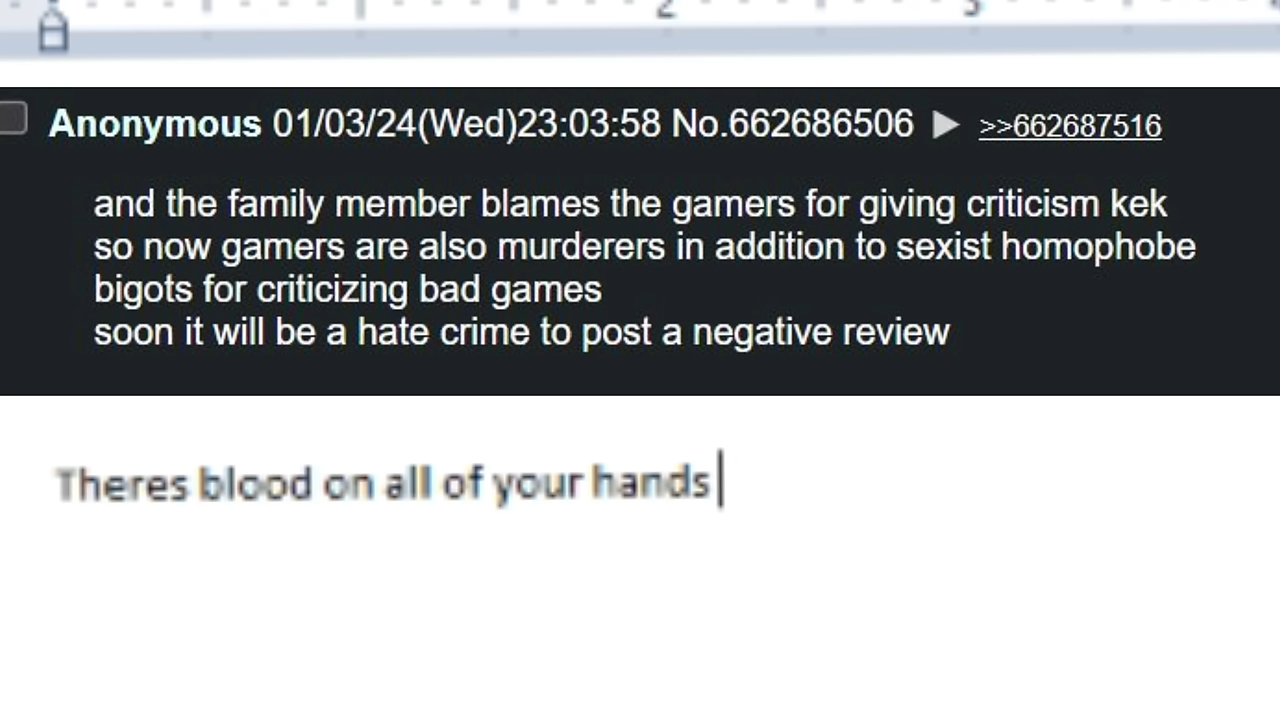 2 3
Anonymous 01/03/24(Wed)23:03:58 No.662686506 ▶ >>662687516
and the family member blames the gamers for giving criticism kek
so now gamers are also murderers in addition to sexist homophobe
bigots for criticizing bad games
soon it will be a hate crime to post a negative review
Theres blood on all of your hands